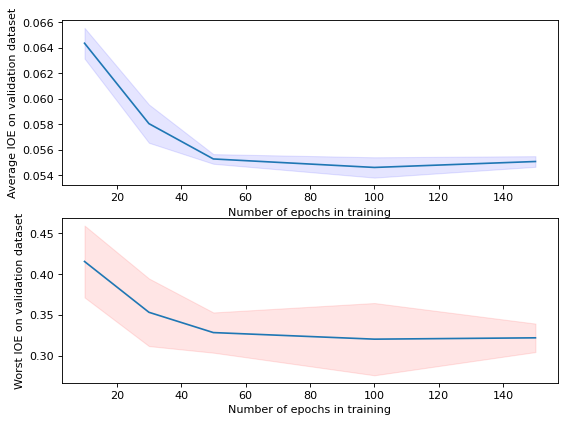 Average IOE on validation dataset
0.066
0.064
0.062
0.060
0.058
0.056
0.054
20 40 60 80 100 120 140
Number of epochs in training
Worst IOE on validation dataset
0.45
0.40
0.35
0.30
20 40 60 80 100 120 140
Number of epochs in training